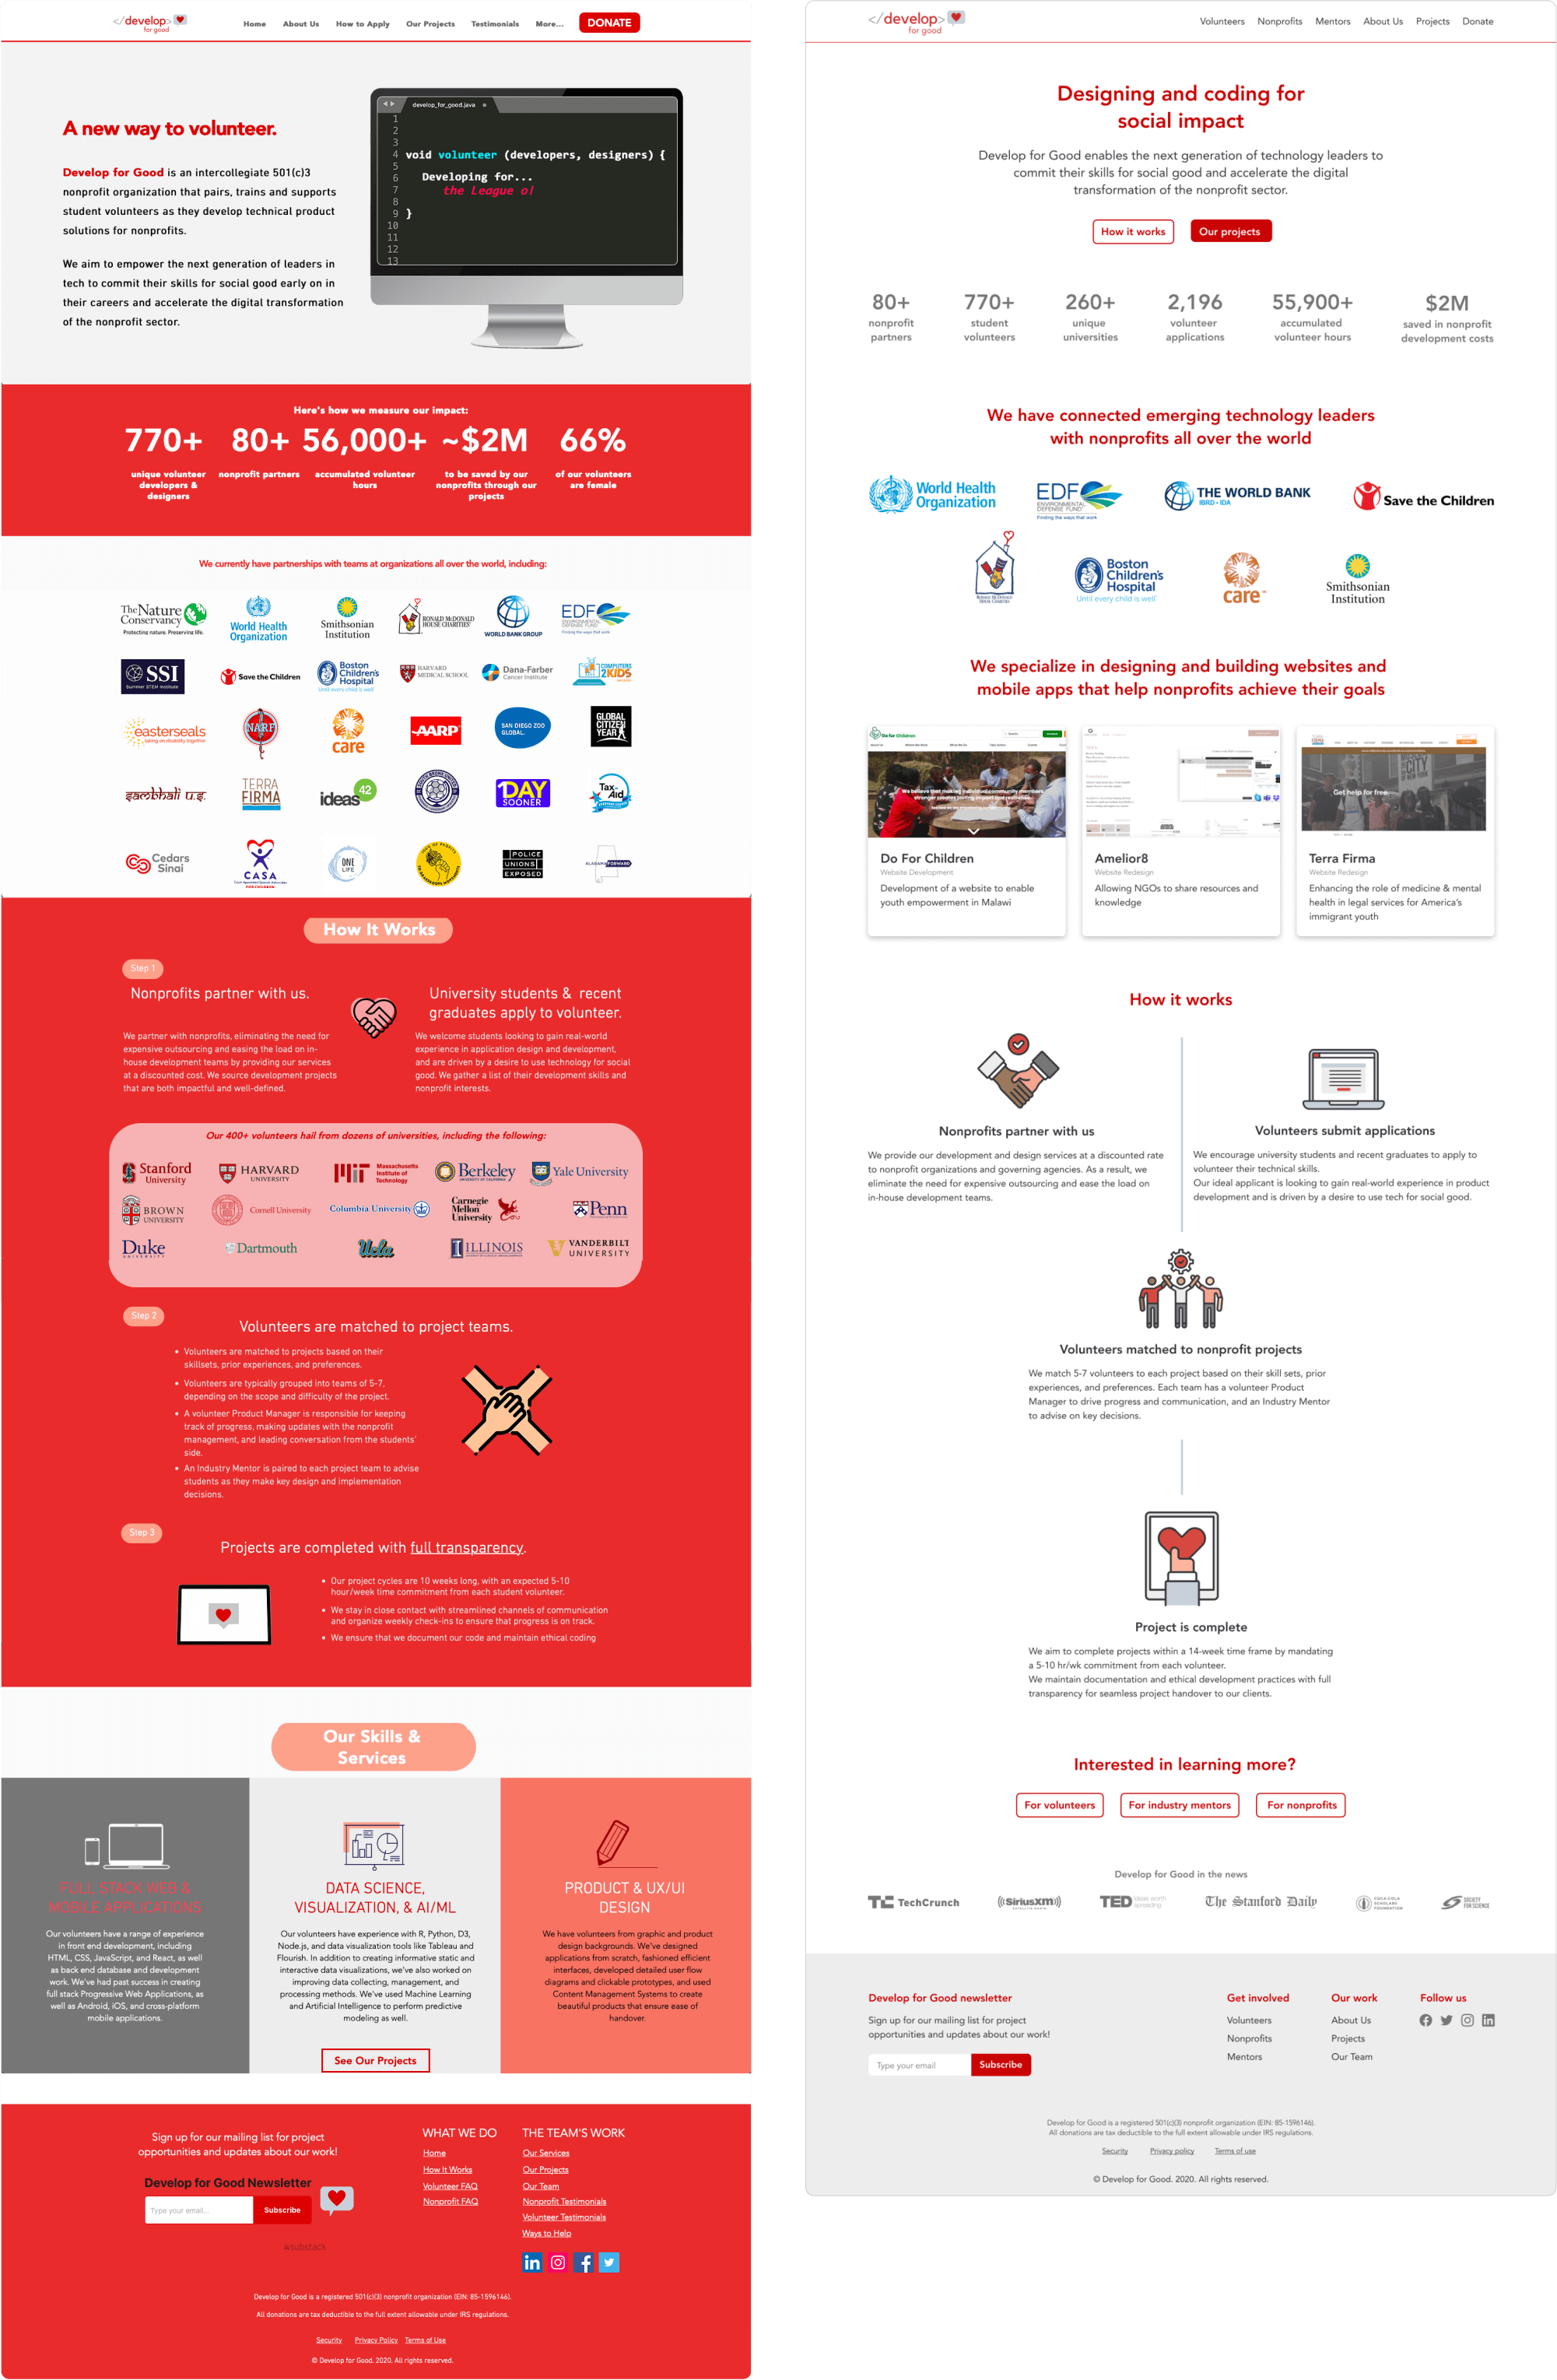 </develop>
for good
Home About Us How to Apply Our Projects Testimonials More... DONATE
A new way to volunteer.
Develop for Good is an intercollegiate 501(c)3
nonprofit organization that pairs, trains and supports
student volunteers as they develop technical product
solutions for nonprofits.
We aim to empower the next generation of leaders in
tech to commit their skills for social good early on in
their careers and accelerate the digital transformation
of the nonprofit sector.
develop_for_good.java
1
2
3
4 void volunteer (developers, designers) {
5
6 Developing for...
7 the League o|
8
9 }
10
11
12
13
Here's how we measure our impact:
770+ 80+ 56,000+ ~$2M 66%
unique volunteer developers & designers
nonprofit partners
accumulated volunteer hours
to be saved by our nonprofits through our projects
of our volunteers are female
We currently have partnerships with teams at organizations all over the world, including:
The Nature Conservancy
Protecting nature. Preserving life.
World Health Organization
Smithsonian Institution
RONALD McDONALD HOUSE CHARITIES
WORLD BANK GROUP
EDF
ENVIRONMENTAL DEFENSE FUND
Finding the ways that work
SSI
Summer STEM Institute
Save the Children
Boston Children's Hospital
Until every child is well
HARVARD MEDICAL SCHOOL
Dana-Farber Cancer Institute
COMPUTERS 2KIDS
easterseals
taking on disability together
NARF
care
AARP
SAN DIEGO ZOO GLOBAL.
GLOBAL CITIZEN YEAR
sambhali u.s.
TERRA FIRMA
ideas 42
1DAY SOONER
Tax-Aid
Cedars Sinai
CASA
Court Appointed Special Advocates
FOR CHILDREN
ONE LIFE
POLICE UNIONS EXPOSED
ALABAMA FORWARD
How It Works
Step 1
Nonprofits partner with us.
We partner with nonprofits, eliminating the need for
expensive outsourcing and easing the load on in-
house development teams by providing our services
at a discounted cost. We source development projects
that are both impactful and well-defined.
University students & recent
graduates apply to volunteer.
We welcome students looking to gain real-world
experience in application design and development,
and are driven by a desire to use technology for social
good. We gather a list of their development skills and
nonprofit interests.
Our 400+ volunteers hail from dozens of universities, including the following:
Stanford University
HARVARD UNIVERSITY
MIT Massachusetts Institute of Technology
Berkeley
UNIVERSITY OF CALIFORNIA
Yale University
BROWN UNIVERSITY
Cornell University
Columbia University
Carnegie Mellon University
Penn
Duke UNIVERSITY
Dartmouth
Ucla
ILLINOIS
VANDERBILT UNIVERSITY
Step 2
Volunteers are matched to project teams.
• Volunteers are matched to projects based on their
skillsets, prior experiences, and preferences.
• Volunteers are typically grouped into teams of 5-7,
depending on the scope and difficulty of the project.
• A volunteer Product Manager is responsible for keeping
track of progress, making updates with the nonprofit
management, and leading conversation from the students'
side.
• An Industry Mentor is paired to each project team to advise
students as they make key design and implementation
decisions.
Step 3
Projects are completed with full transparency.
• Our project cycles are 10 weeks long, with an expected 5-10
hour/week time commitment from each student volunteer.
• We stay in close contact with streamlined channels of communication
and organize weekly check-ins to ensure that progress is on track.
• We ensure that we document our code and maintain ethical coding
Our Skills &
Services
FULL STACK WEB &
MOBILE APPLICATIONS
Our volunteers have a range of experience
in front end development, including
HTML, CSS, JavaScript, and React, as well
as back end database and development
work. We've had past success in creating
full stack Progressive Web Applications, as
well as Android, iOS, and cross-platform
mobile applications.
DATA SCIENCE,
VISUALIZATION, & AI/ML
Our volunteers have experience with R, Python, D3,
Node.js, and data visualization tools like Tableau and
Flourish. In addition to creating informative static and
interactive data visualizations, we've also worked on
improving data collecting, management, and
processing methods. We've used Machine Learning
and Artificial Intelligence to perform predictive
modeling as well.
See Our Projects
PRODUCT & UX/UI
DESIGN
We have volunteers from graphic and product
design backgrounds. We've designed
applications from scratch, fashioned efficient
interfaces, developed detailed user flow
diagrams and clickable prototypes, and used
Content Management Systems to create
beautiful products that ensure ease of
handover.
Sign up for our mailing list for project
opportunities and updates about our work!
Develop for Good Newsletter
Type your email... Subscribe
substack
WHAT WE DO
Home
How It Works
Volunteer FAQ
Nonprofit FAQ
THE TEAM'S WORK
Our Services
Our Projects
Our Team
Nonprofit Testimonials
Volunteer Testimonials
Ways to Help
Develop for Good is a registered 501(c)(3) nonprofit organization (EIN: 85-1596146).
All donations are tax deductible to the full extent allowable under IRS regulations.
Security Privacy Policy Terms of Use
© Develop for Good. 2020. All rights reserved.
</develop>
for good
Volunteers Nonprofits Mentors About Us Projects Donate
Designing and coding for
social impact
Develop for Good enables the next generation of technology leaders to
commit their skills for social good and accelerate the digital
transformation of the nonprofit sector.
How it works Our projects
80+ 770+ 260+ 2,196 55,900+ $2M
nonprofit partners
student volunteers
unique universities
volunteer applications
accumulated volunteer hours
saved in nonprofit development costs
We have connected emerging technology leaders
with nonprofits all over the world
World Health Organization
EDF
ENVIRONMENTAL DEFENSE FUND
Finding the ways that work
THE WORLD BANK
IBRD • IDA
Save the Children
RONALD McDONALD HOUSE CHARITIES
Boston Children's Hospital
Until every child is well
care
Smithsonian Institution
We specialize in designing and building websites and
mobile apps that help nonprofits achieve their goals
Do for Children
We believe that making individual community members
Get help for free.
Do For Children
Website Development
Development of a website to enable
youth empowerment in Malawi
Amelior8
Website Redesign
Allowing NGOs to share resources and
knowledge
Terra Firma
Website Redesign
Enhancing the role of medicine & mental
health in legal services for America's
immigrant youth
How it works
Nonprofits partner with us
We provide our development and design services at a discounted rate
to nonprofit organizations and governing agencies. As a result, we
eliminate the need for expensive outsourcing and ease the load on
in-house development teams.
Volunteers submit applications
We encourage university students and recent graduates to apply to
volunteer their technical skills.
Our ideal applicant is looking to gain real-world experience in product
development and is driven by a desire to use tech for social good.
Volunteers matched to nonprofit projects
We match 5-7 volunteers to each project based on their skill sets, prior
experiences, and preferences. Each team has a volunteer Product
Manager to drive progress and communication, and an Industry Mentor
to advise on key decisions.
Project is complete
We aim to complete projects within a 14-week time frame by mandating
a 5-10 hr/wk commitment from each volunteer.
We maintain documentation and ethical development practices with full
transparency for seamless project handover to our clients.
Interested in learning more?
For volunteers For industry mentors For nonprofits
Develop for Good in the news
TC TechCrunch
((SiriusXM))
SATELLITE RADIO
TED ideas worth spreading
The Stanford Daily
COCA-COLA SCHOLARS FOUNDATION
SOCIETY FOR SCIENCE
Develop for Good newsletter
Sign up for our mailing list for project
opportunities and updates about our work!
Type your email Subscribe
Get involved
Volunteers
Nonprofits
Mentors
Our work
About Us
Projects
Our Team
Follow us
Develop for Good is a registered 501(c)(3) nonprofit organization (EIN: 85-1596146).
All donations are tax deductible to the full extent allowable under IRS regulations.
Security Privacy policy Terms of use
© Develop for Good. 2020. All rights reserved.